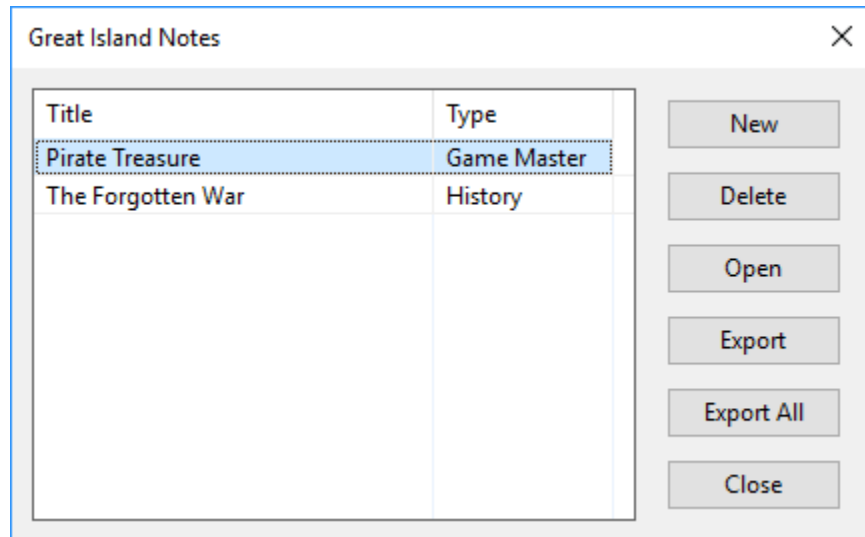 Great Island Notes
Title Type
Pirate Treasure Game Master
The Forgotten War History
New
Delete
Open
Export
Export All
Close